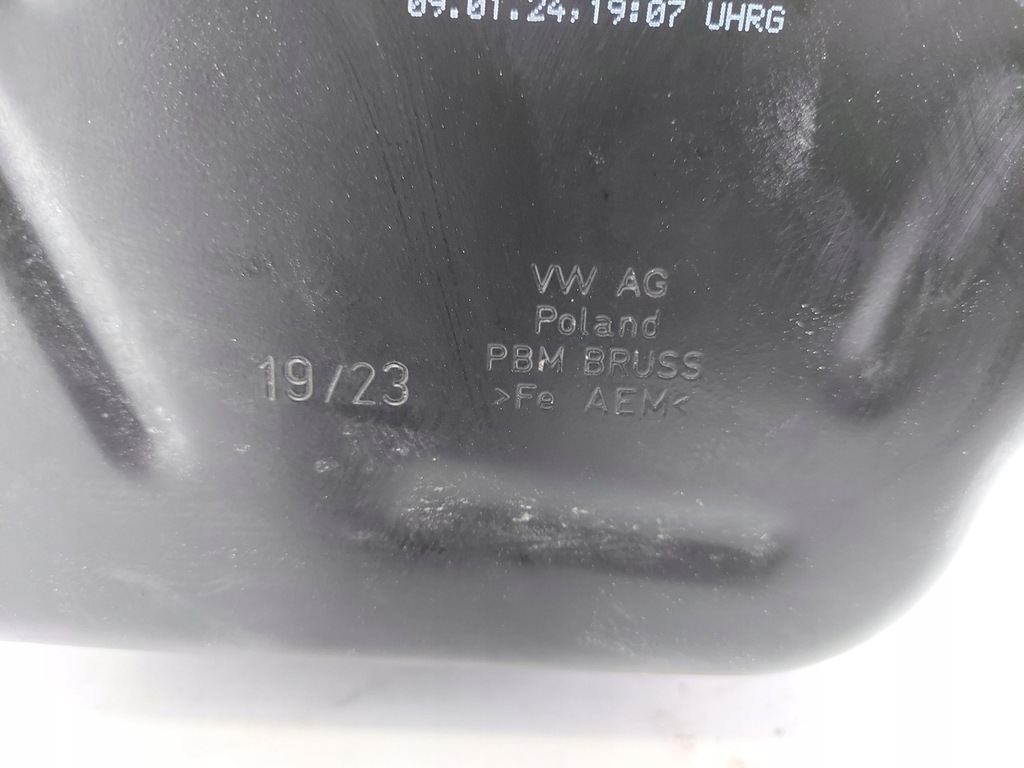 09.01.24,19:07 UHRG
VW AG
Poland
PBM BRUSS
>Fe AEM<
19/23